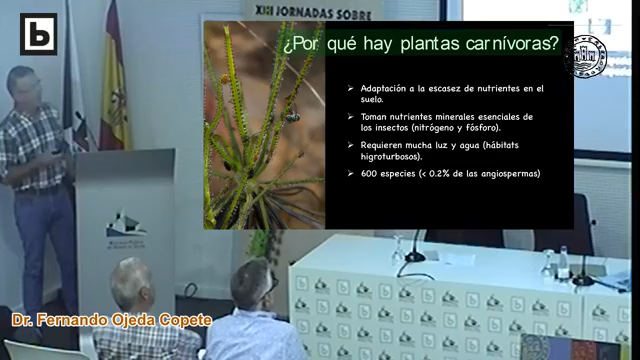 b
XIII JORNADAS SOBRE
¿Por qué hay plantas carnívoras?
➢ Adaptación a la escasez de nutrientes en el
suelo.
➢ Toman nutrientes minerales esenciales de
los insectos (nitrógeno y fósforo).
➢ Requieren mucha luz y agua (hábitats
higroturbosos).
➢ 600 especies (< 0.2% de las angiospermas)
Dr. Fernando Ojeda Copete